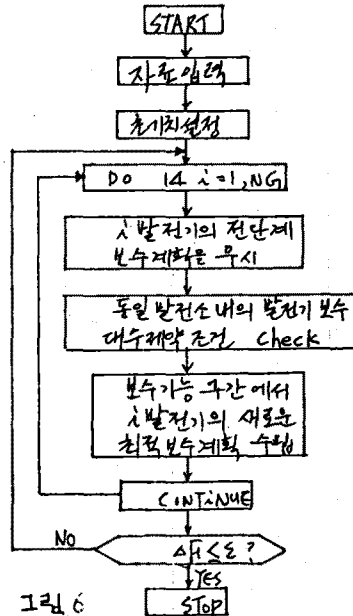 START
자료입력
초기치설정
DO 14 i=1,NG
i 발전기의 전단계
보수계획을 무시
동일 발전소 내의 발전기 보수
대수제약 조건 Check
보수가능 구간에서
i발전기의 새로운
최적보수계획 수립
CONTINUE
NO
≤ε?
YES
그림 6
STOP